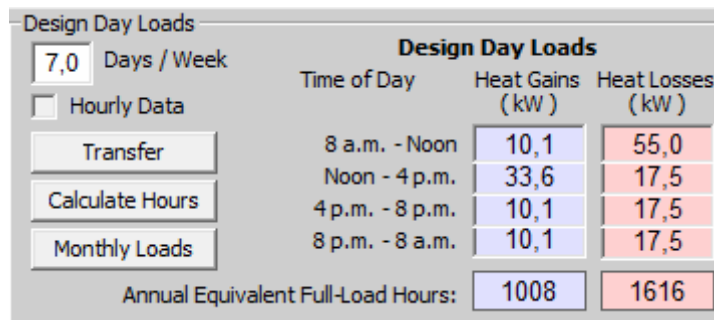 Design Day Loads
7,0 Days / Week
Hourly Data
Transfer
Calculate Hours
Monthly Loads
Design Day Loads
Time of Day Heat Gains Heat Losses
( kW ) ( kW )
8 a.m. - Noon 10,1 55,0
Noon - 4 p.m. 33,6 17,5
4 p.m. - 8 p.m. 10,1 17,5
8 p.m. - 8 a.m. 10,1 17,5
Annual Equivalent Full-Load Hours: 1008 1616